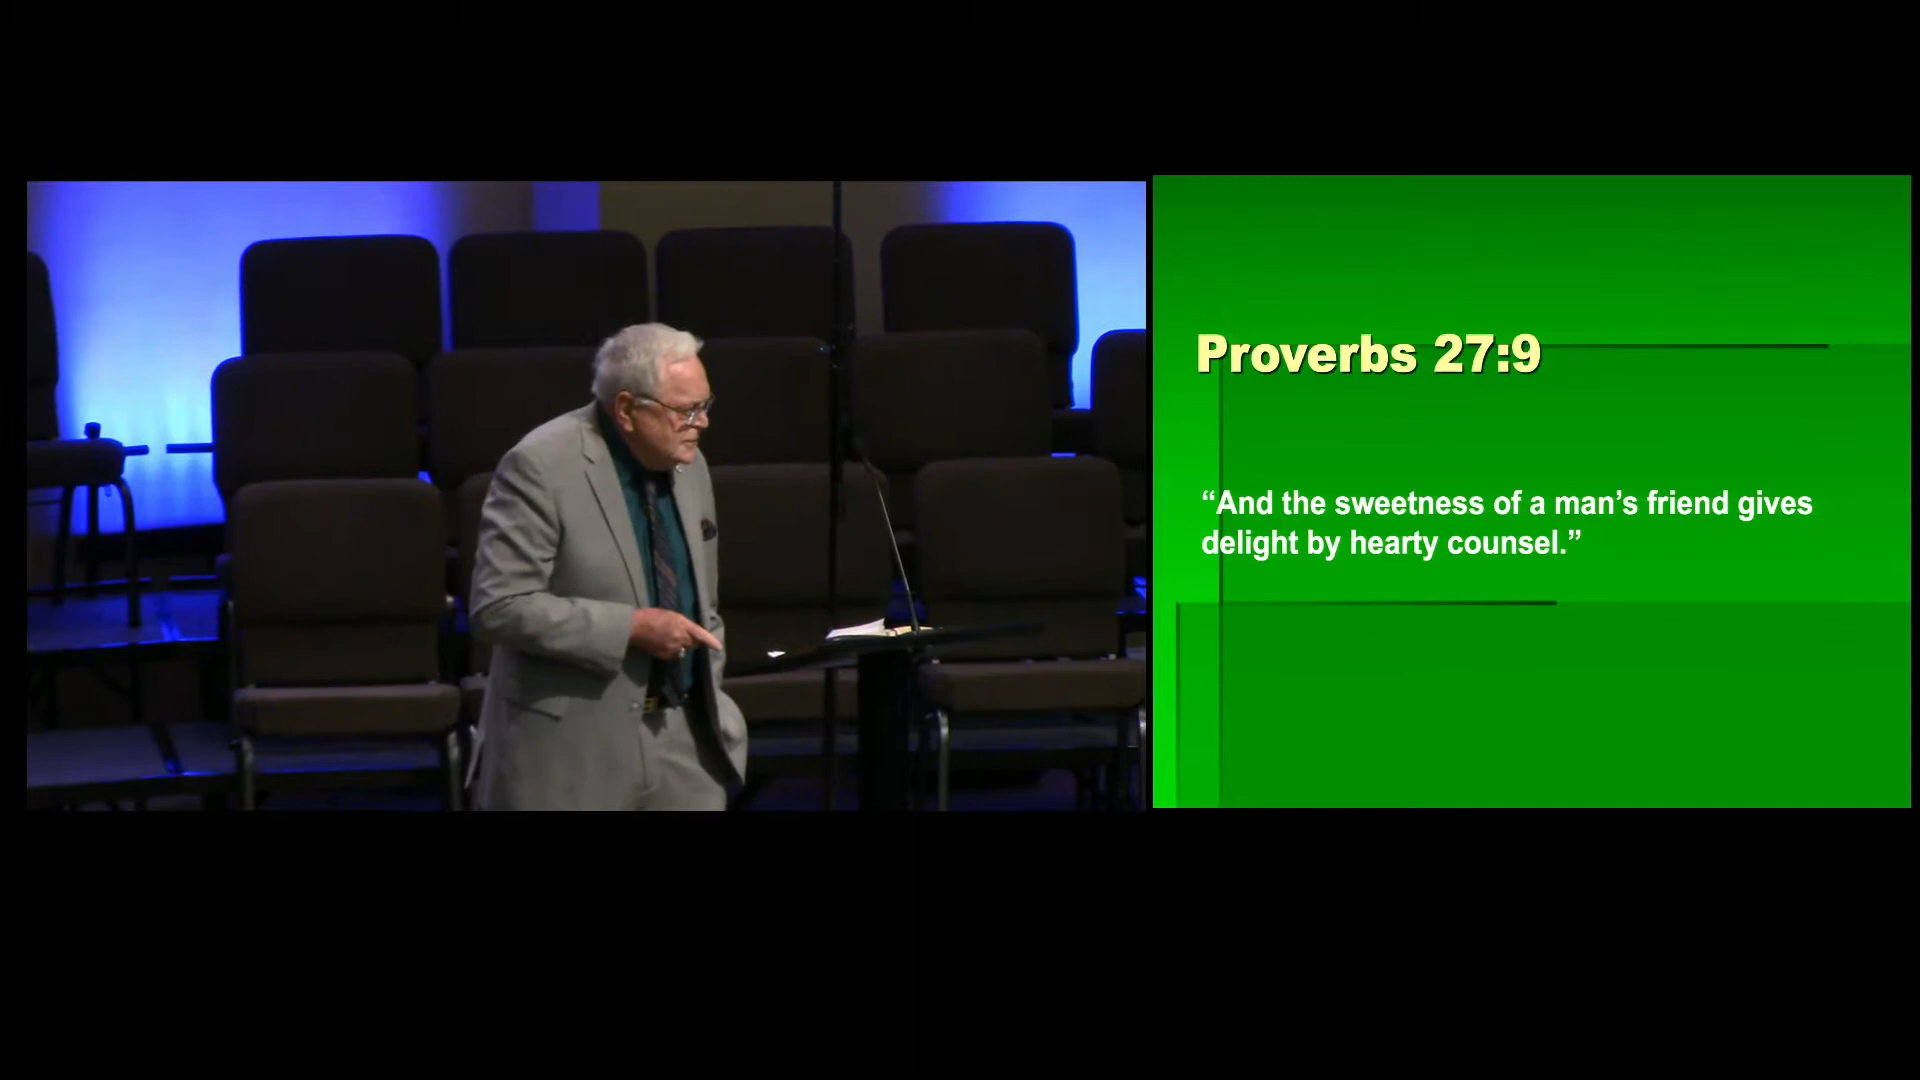 Proverbs 27:9
“And the sweetness of a man’s friend gives
delight by hearty counsel.”